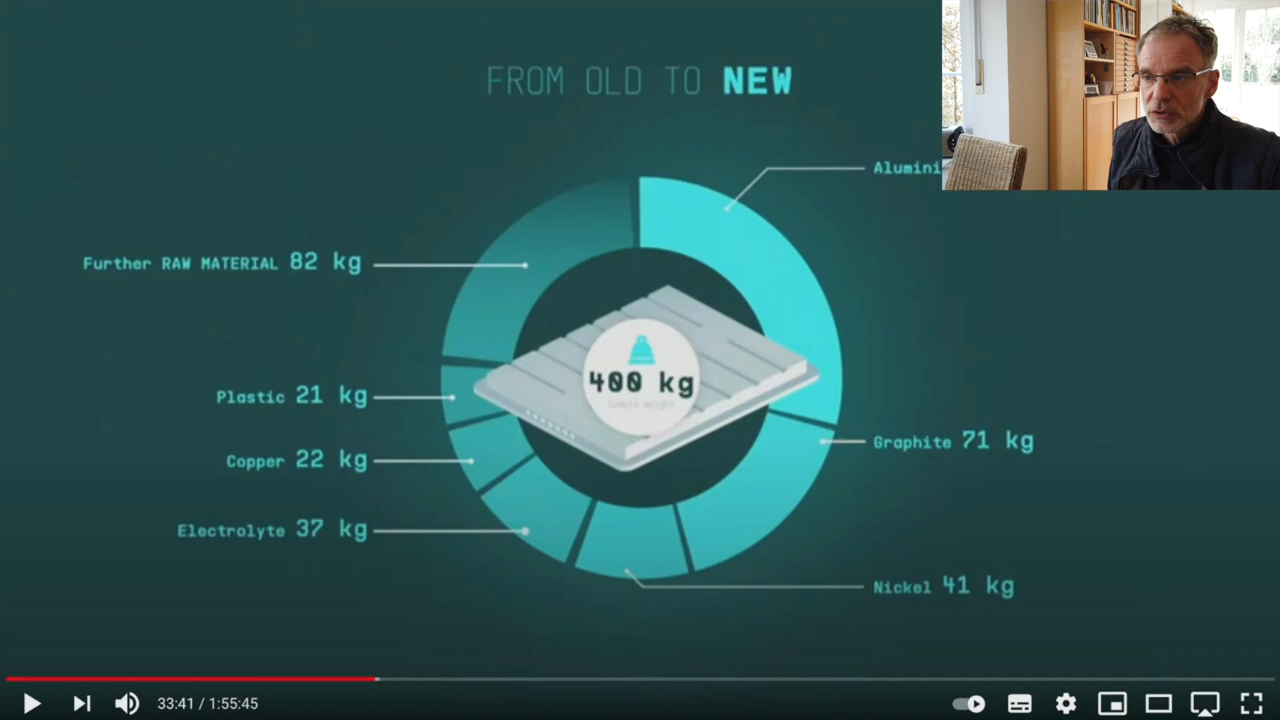 FROM OLD TO NEW
Alumini
Further RAW MATERIAL 82 kg
400 kg
Plastic 21 kg
Graphite 71 kg
Copper 22 kg
Electrolyte 37 kg
Nickel 41 kg
33:41 / 1:55:45